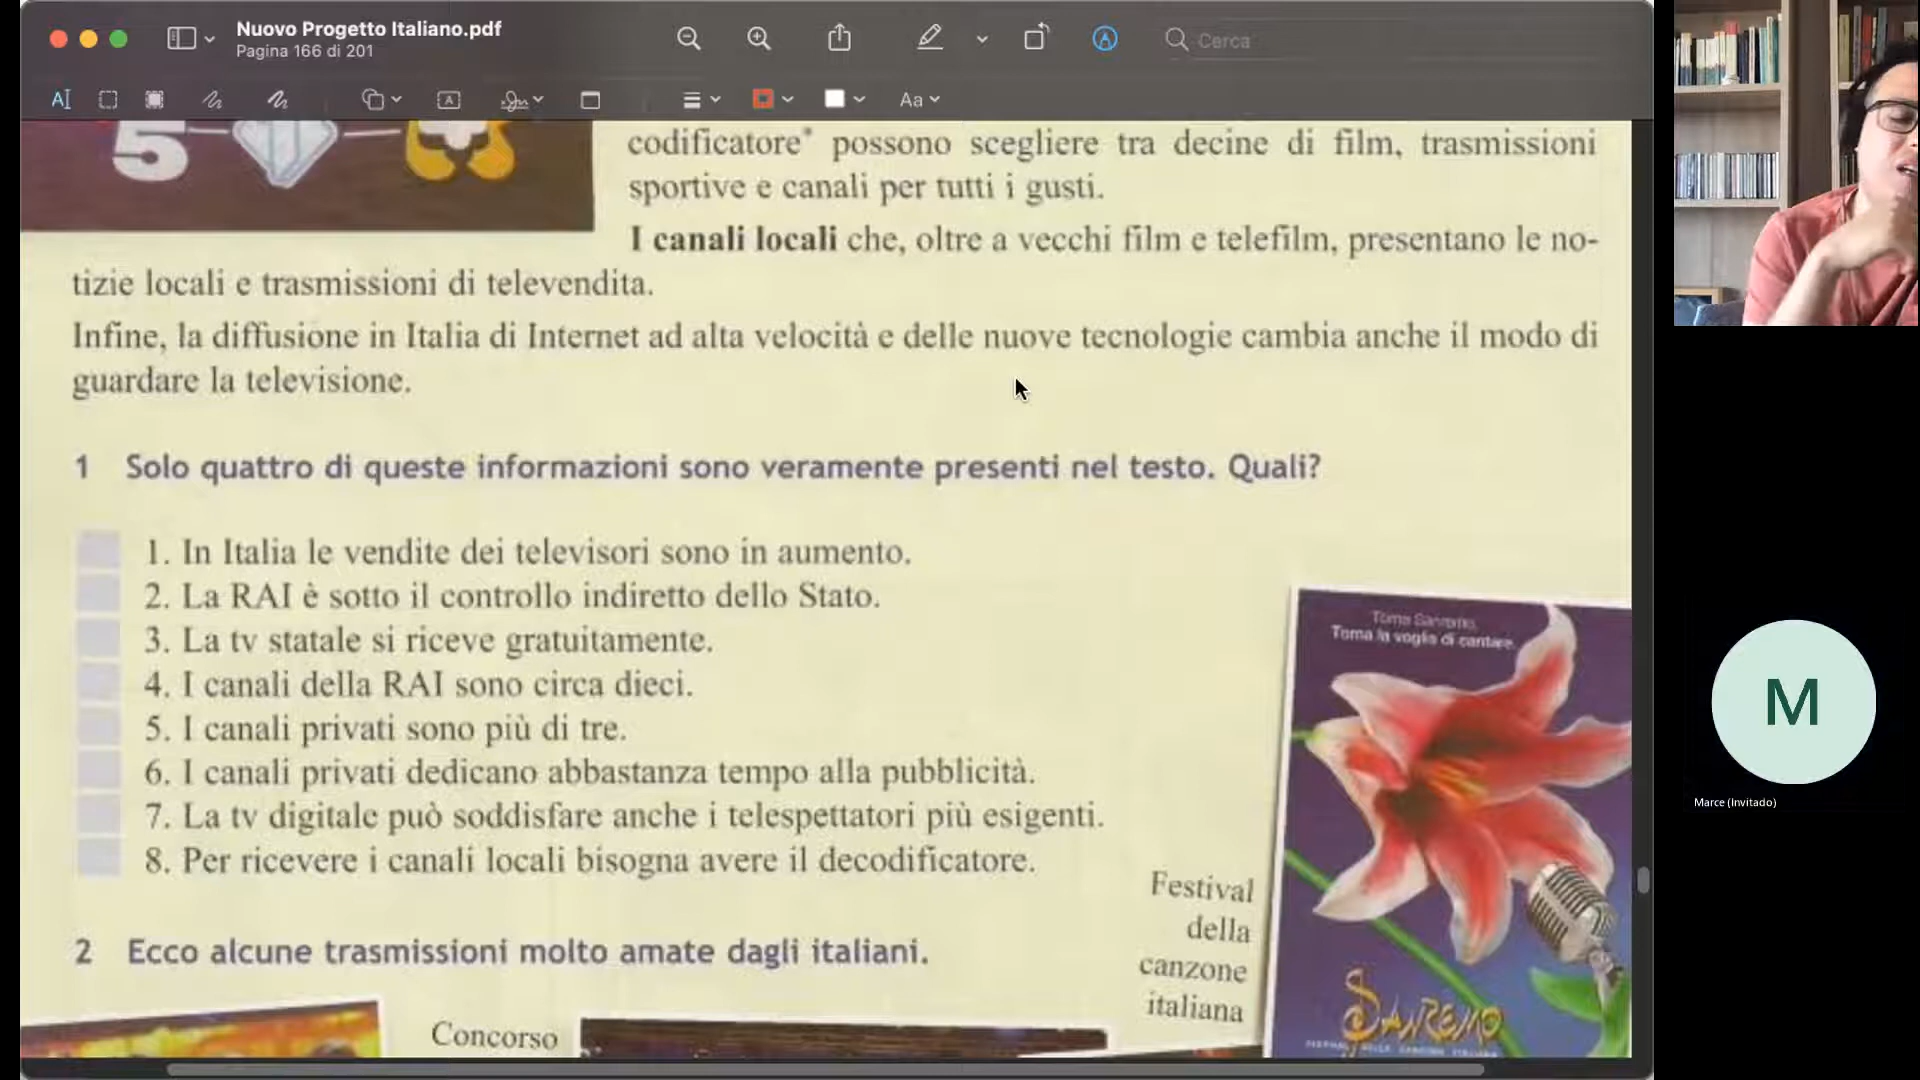 Nuovo Progetto Italiano.pdf
Pagina 166 di 201
Cerca
A
A
Aa
5
codificatore* possono scegliere tra decine di film, trasmissioni
sportive e canali per tutti i gusti.
I canali locali che, oltre a vecchi film e telefilm, presentano le no-
tizie locali e trasmissioni di televendita.
Infine, la diffusione in Italia di Internet ad alta velocità e delle nuove tecnologie cambia anche il modo di
guardare la televisione.
1 Solo quattro di queste informazioni sono veramente presenti nel testo. Quali?
1. In Italia le vendite dei televisori sono in aumento.
2. La RAI è sotto il controllo indiretto dello Stato.
3. La tv statale si riceve gratuitamente.
4. I canali della RAI sono circa dieci.
5. I canali privati sono più di tre.
6. I canali privati dedicano abbastanza tempo alla pubblicità.
7. La tv digitale può soddisfare anche i telespettatori più esigenti.
8. Per ricevere i canali locali bisogna avere il decodificatore.
Torna Sanremo,
Torna la voglia di cantare
Festival
della
canzone
italiana
SANREMO
2 Ecco alcune trasmissioni molto amate dagli italiani.
Concorso
M
Marce (Invitado)